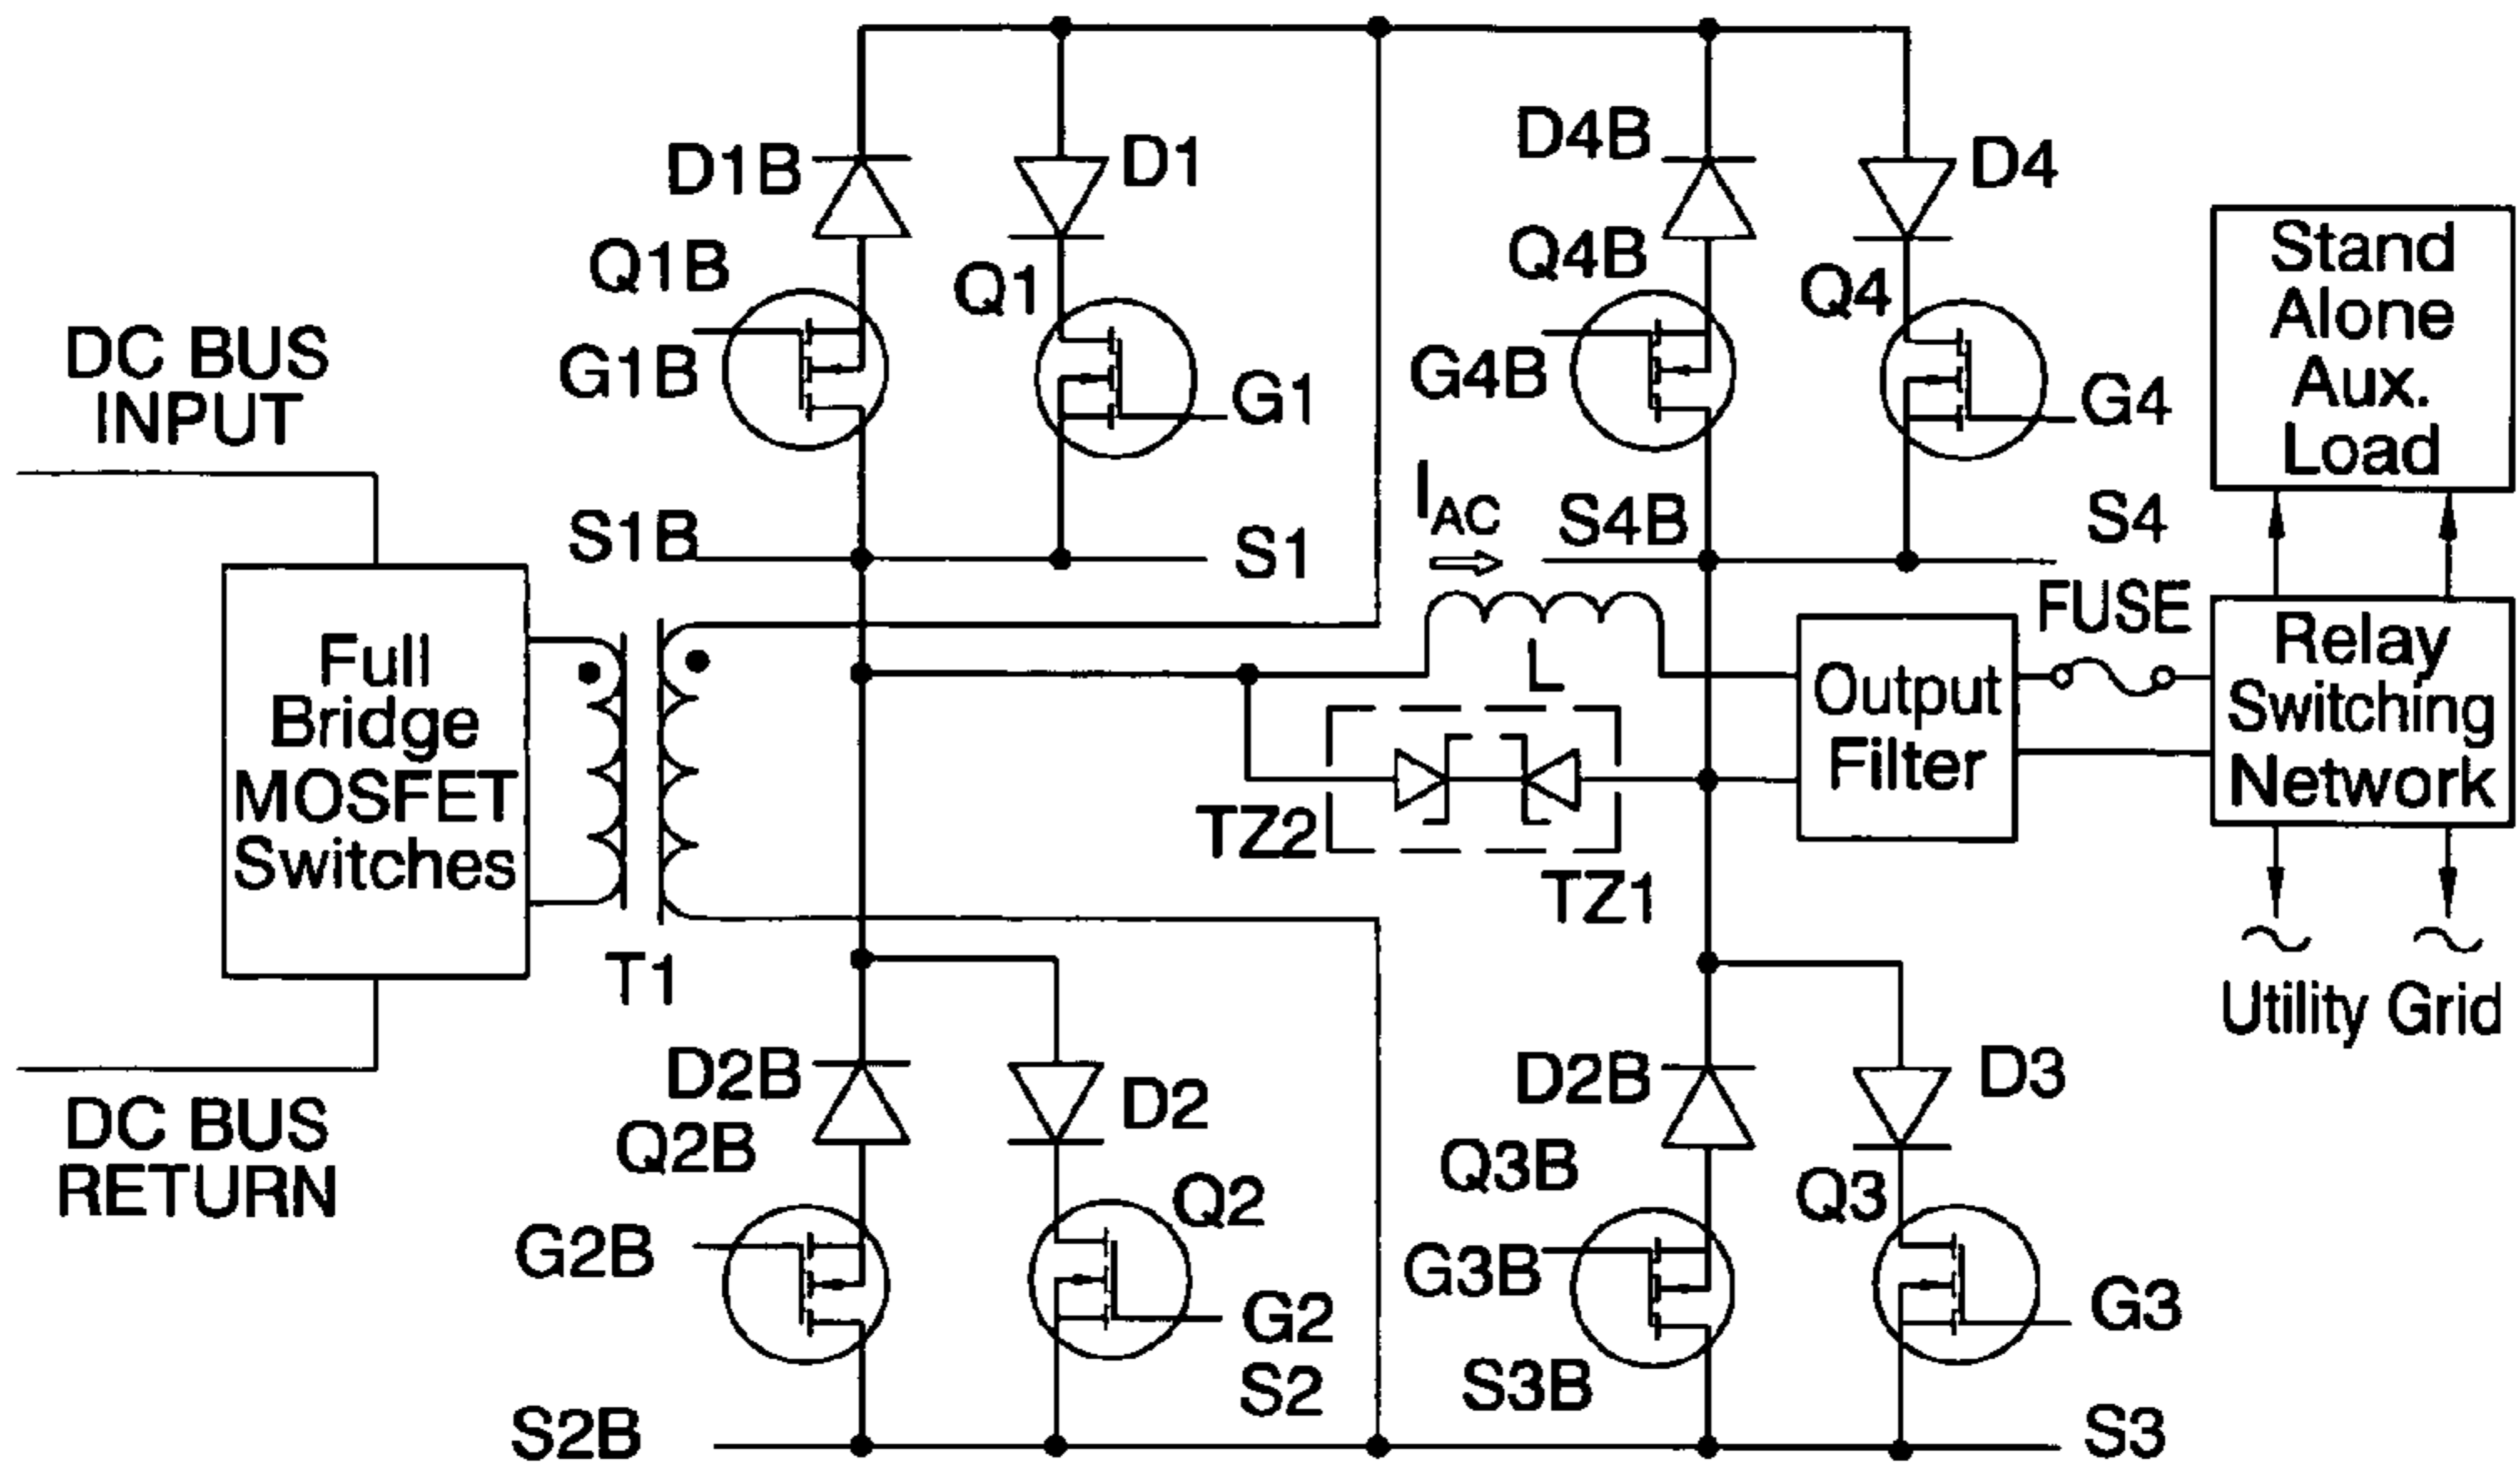 D1B
D1
D4B
D4
Q1B
Q1
Q4B
Q4
G1B
G1
G4B
G4
Stand
Alone
Aux.
Load
DC BUS
INPUT
S1B
S1
IAC
S4B
S4
FUSE
Full
Bridge
MOSFET
Switches
L
Output
Filter
Relay
Switching
Network
TZ2
TZ1
T1
Utility Grid
D2B
D2
D2B
D3
Q2B
Q2
Q3B
Q3
DC BUS
RETURN
G2B
G2
G3B
G3
S2
S3B
S2B
S3